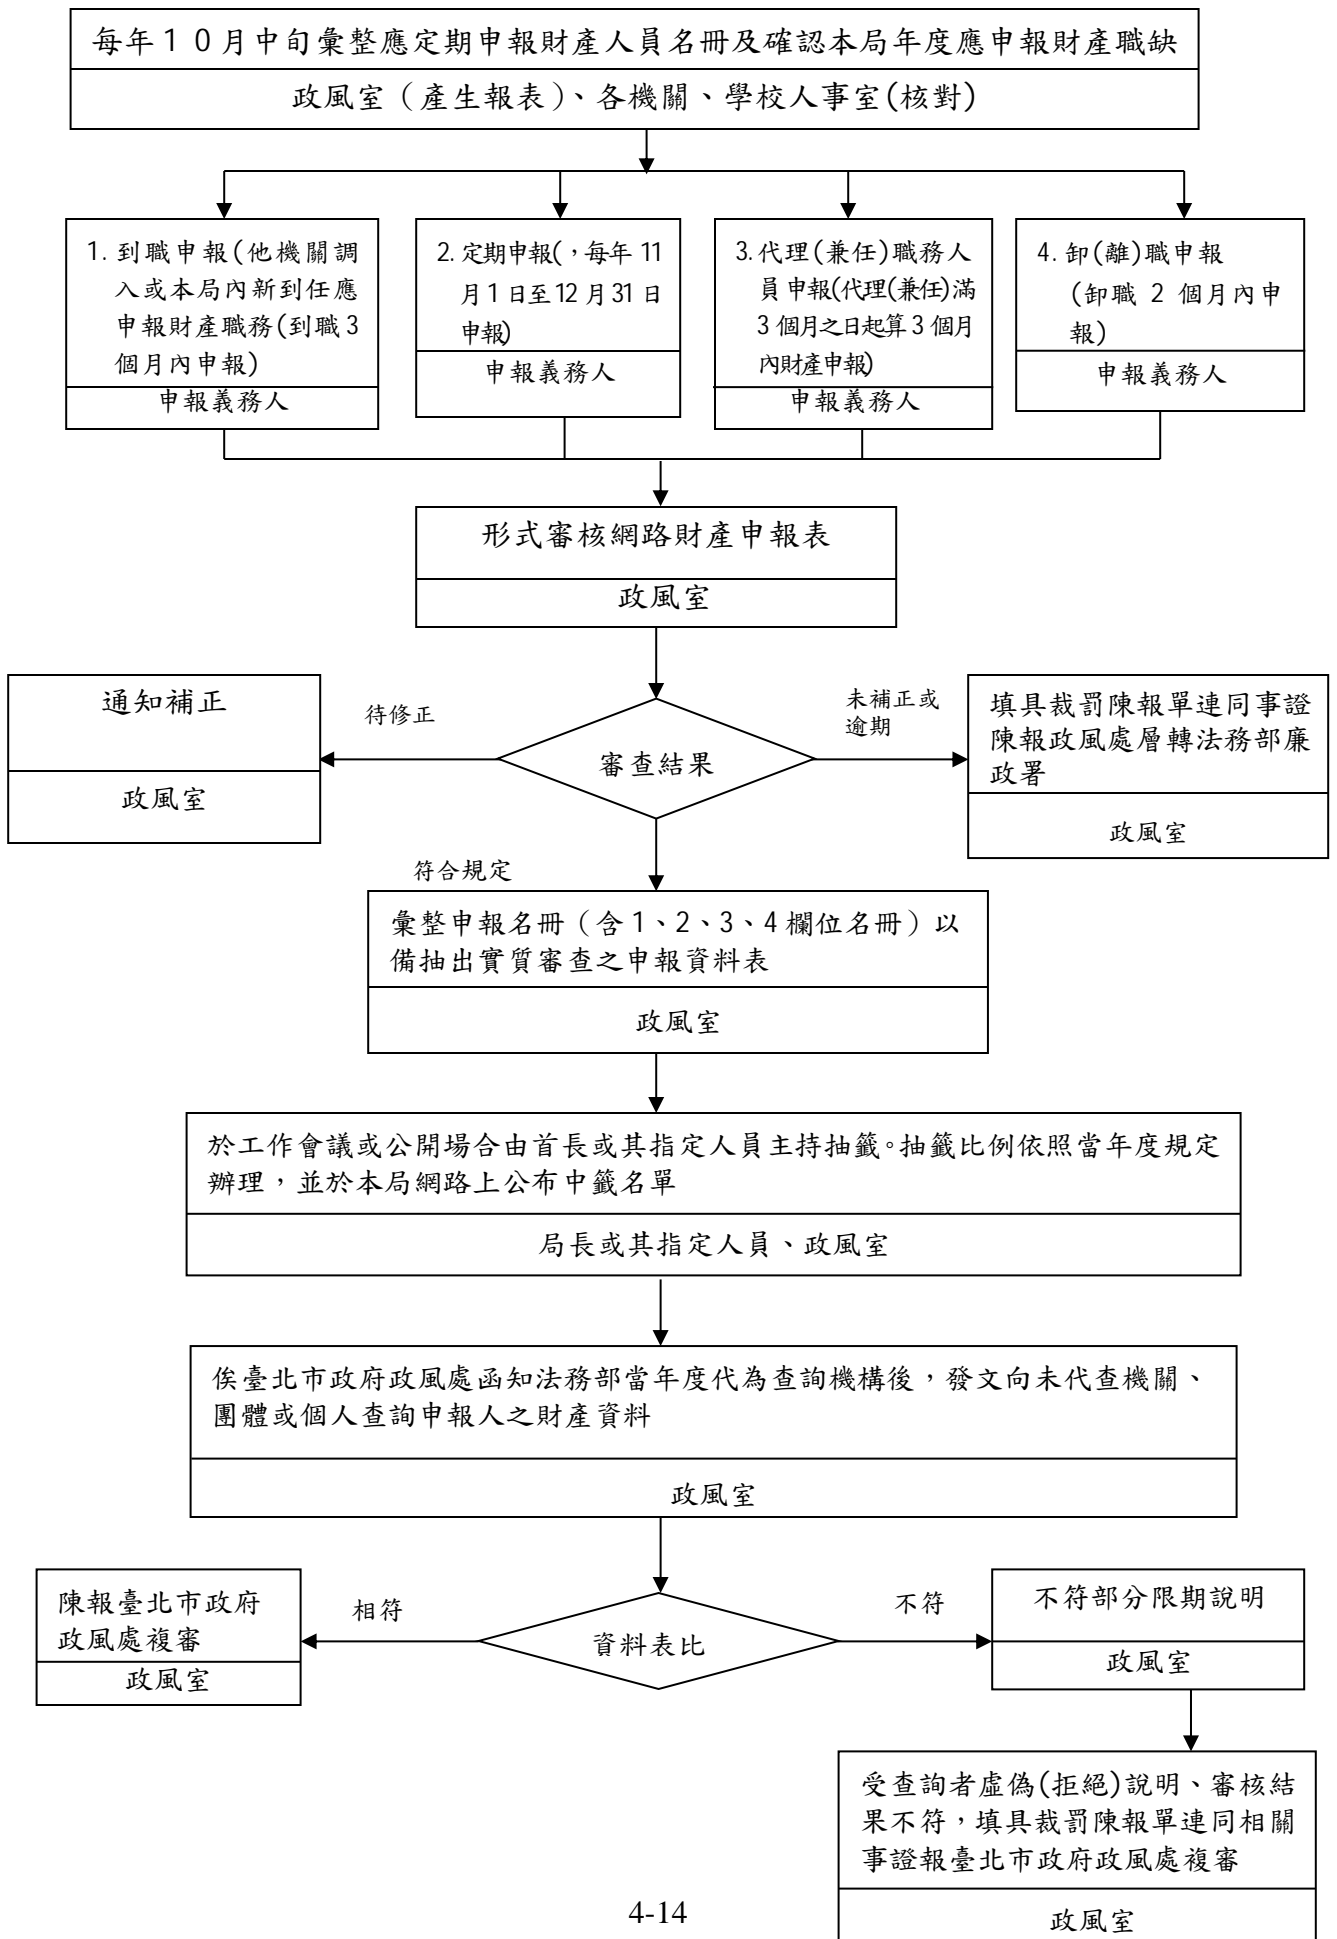 每年10月中旬彙整應定期申報財產人員名冊及確認本局年度應申報財產職缺
政風室（產生報表）、各機關、學校人事室(核對)
1. 到職申報(他機關調
入或本局內新到任應
申報財產職務(到職3
個月內申報)
申報義務人
2. 定期申報(，每年 11
月 1 日至 12 月 31 日
申報)
申報義務人
3. 代理(兼任)職務人
員申報(代理(兼任)滿
3 個月之日起算 3 個月
內財產申報)
申報義務人
4. 卸(離)職申報
(卸職 2 個月內申
報)
申報義務人
形式審核網路財產申報表
政風室
通知補正
政風室
待修正
審查結果
未補正或
逾期
填具裁罰陳報單連同事證
陳報政風處層轉法務部廉
政署
政風室
符合規定
彙整申報名冊（含 1、2、3、4 欄位名冊）以
備抽出實質審查之申報資料表
政風室
於工作會議或公開場合由首長或其指定人員主持抽籤。抽籤比例依照當年度規定
辦理，並於本局網路上公布中籤名單
局長或其指定人員、政風室
俟臺北市政府政風處函知法務部當年度代為查詢機構後，發文向未代查機關、
團體或個人查詢申報人之財產資料
政風室
陳報臺北市政府
政風處複審
政風室
相符
資料表比
不符
不符部分限期說明
政風室
受查詢者虛偽(拒絕)說明、審核結
果不符，填具裁罰陳報單連同相關
事證報臺北市政府政風處複審
政風室
4-14